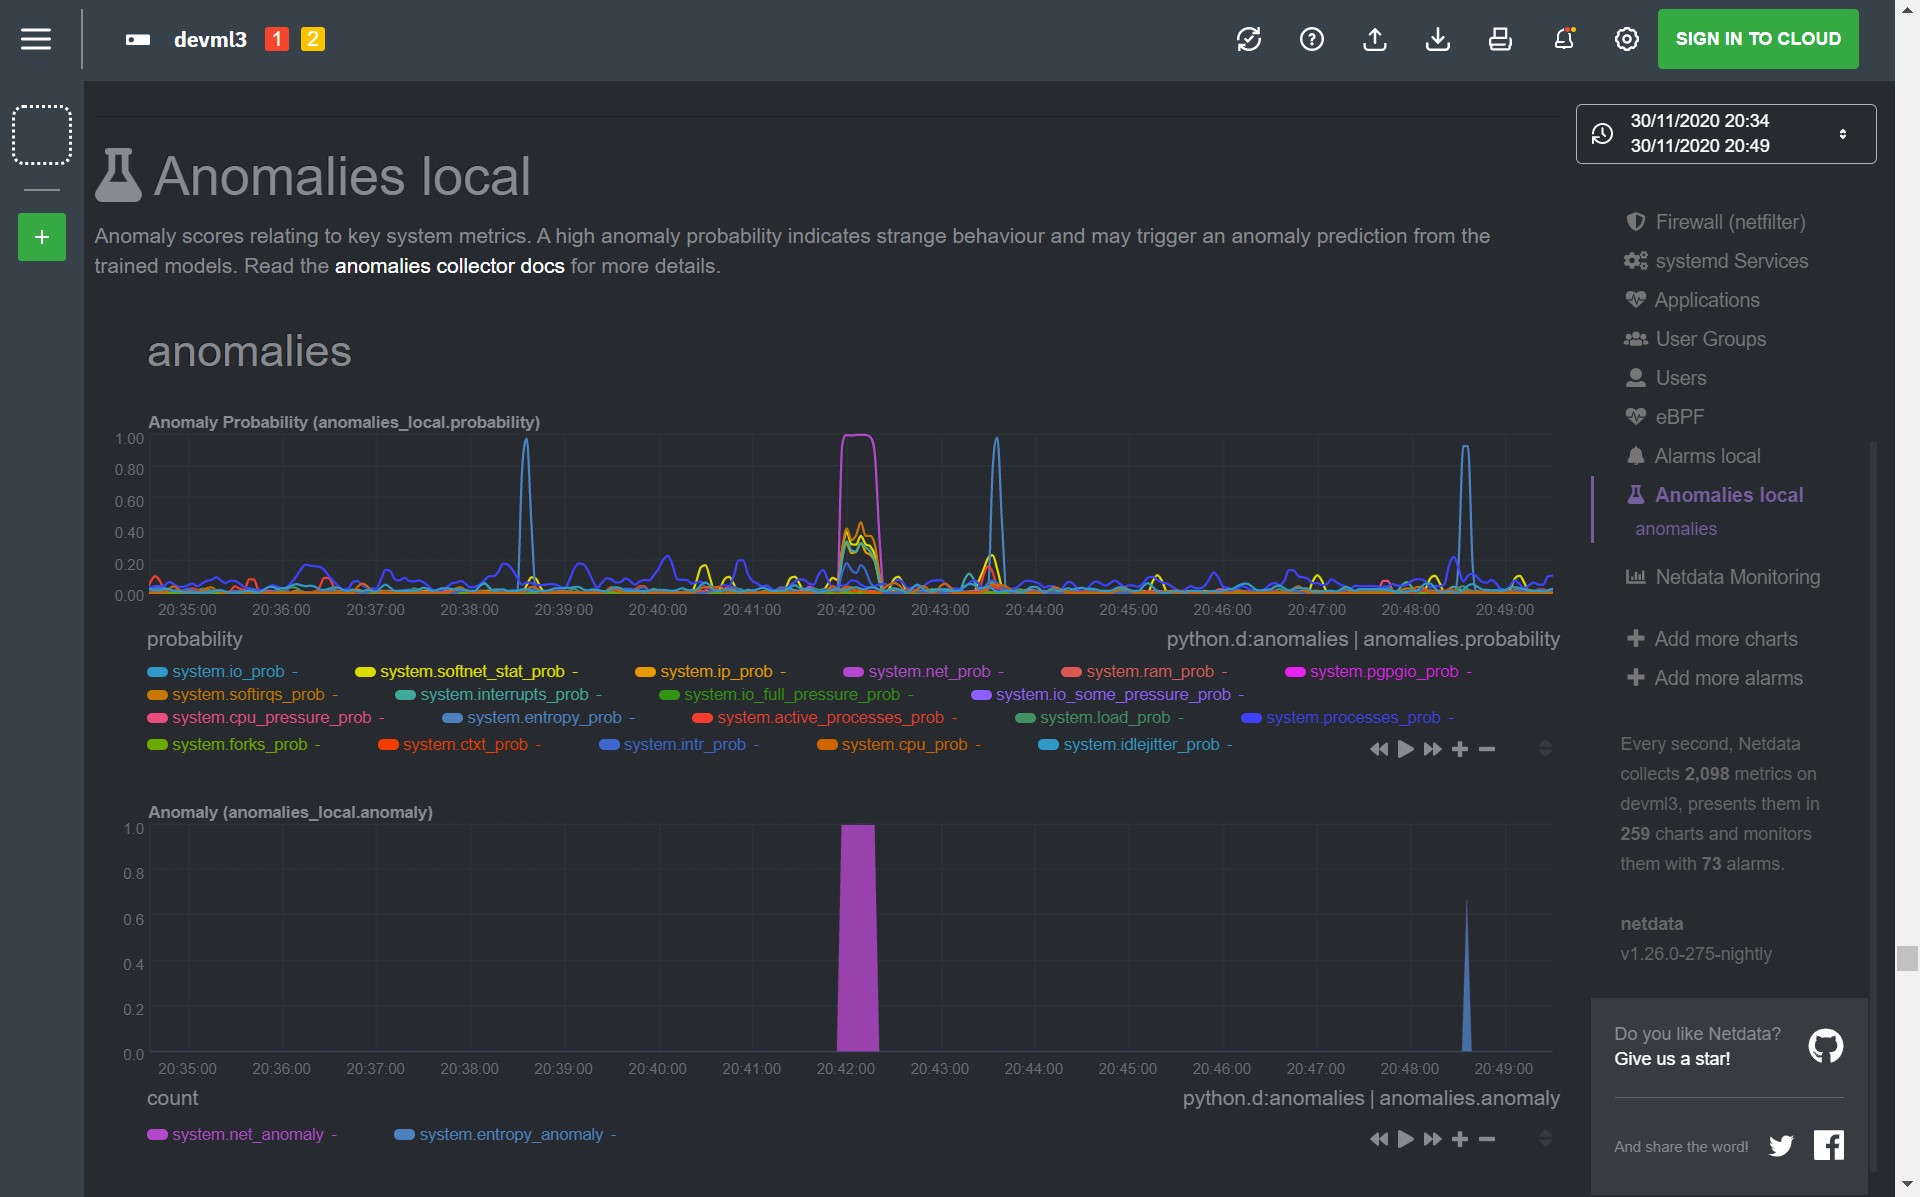 devml3 1 2
SIGN IN TO CLOUD
30/11/2020 20:34
30/11/2020 20:49
Anomalies local
Anomaly scores relating to key system metrics. A high anomaly probability indicates strange behaviour and may trigger an anomaly prediction from the
trained models. Read the anomalies collector docs for more details.
anomalies
Anomaly Probability (anomalies_local.probability)
1.00
0.80
0.60
0.40
0.20
0.00
20:35:00 20:36:00 20:37:00 20:38:00 20:39:00 20:40:00 20:41:00 20:42:00 20:43:00 20:44:00 20:45:00 20:46:00 20:47:00 20:48:00 20:49:00
probability python.d:anomalies | anomalies.probability
system.io_prob - system.softnet_stat_prob - system.ip_prob - system.net_prob - system.ram_prob - system.pgpgio_prob -
system.softirqs_prob - system.interrupts_prob - system.io_full_pressure_prob - system.io_some_pressure_prob -
system.cpu_pressure_prob - system.entropy_prob - system.active_processes_prob - system.load_prob - system.processes_prob -
system.forks_prob - system.ctxt_prob - system.intr_prob - system.cpu_prob - system.idlejitter_prob -
Anomaly (anomalies_local.anomaly)
1.0
0.8
0.6
0.4
0.2
0.0
20:35:00 20:36:00 20:37:00 20:38:00 20:39:00 20:40:00 20:41:00 20:42:00 20:43:00 20:44:00 20:45:00 20:46:00 20:47:00 20:48:00 20:49:00
count python.d:anomalies | anomalies.anomaly
system.net_anomaly - system.entropy_anomaly -
Firewall (netfilter)
systemd Services
Applications
User Groups
Users
eBPF
Alarms local
Anomalies local
anomalies
Netdata Monitoring
Add more charts
Add more alarms
Every second, Netdata
collects 2,098 metrics on
devml3, presents them in
259 charts and monitors
them with 73 alarms.
netdata
v1.26.0-275-nightly
Do you like Netdata?
Give us a star!
And share the word!